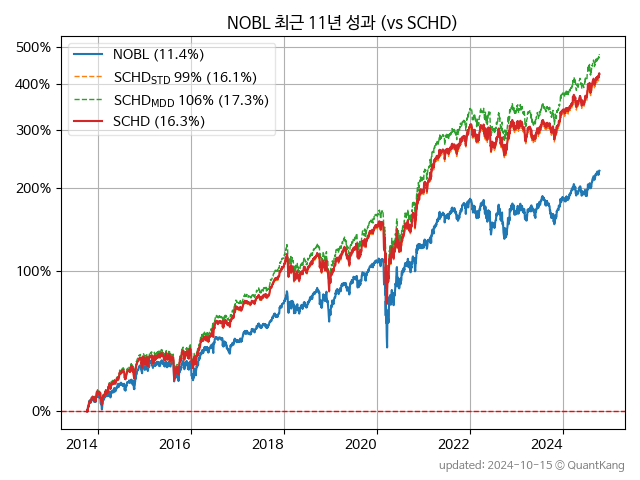 NOBL 최근 11년 성과 (vs SCHD)
500%
400%
300%
200%
100%
0%
NOBL (11.4%)
SCHD_STD 99% (16.1%)
SCHD_MDD 106% (17.3%)
SCHD (16.3%)
2014 2016 2018 2020 2022 2024
updated: 2024-10-15 © QuantKang